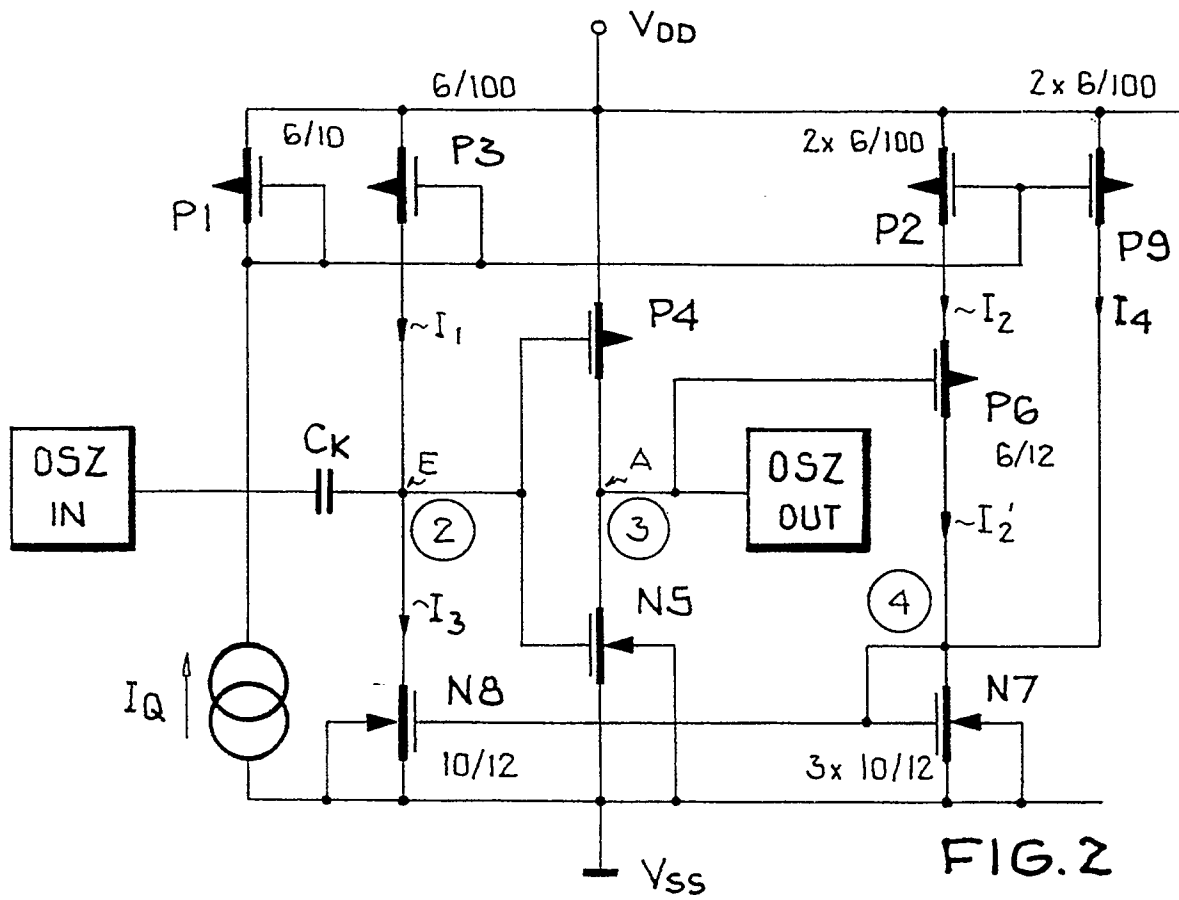 VDD
6/100
2 x 6/100
6/10
P3
2x 6/100
P1
P2
P9
P4
~I1
~I2
I4
P6
6/12
OSZ
IN
CK
E
A
OSZ
OUT
2
3
~I2'
~I3
N5
4
IQ
N8
N7
10/12
3x 10/12
FIG. 2
VSS